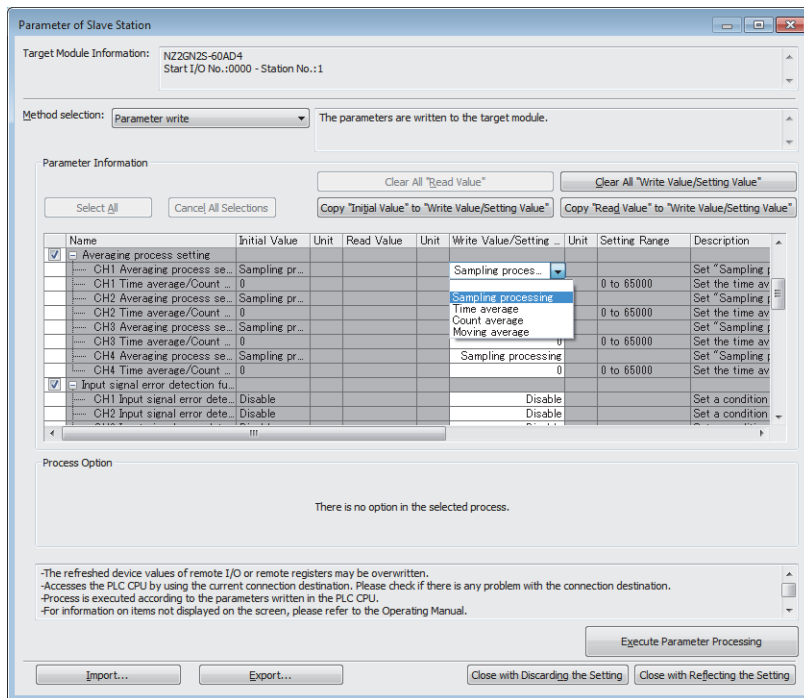 Parameter of Slave Station
Target Module Information:
NZ2GN2S-60AD4
Start I/O No.:0000 - Station No.:1
Method selection: Parameter write
The parameters are written to the target module.
Parameter Information
Clear All "Read Value" Clear All "Write Value/Setting Value"
Select All Cancel All Selections Copy "Initial Value" to "Write Value/Setting Value" Copy "Read Value" to "Write Value/Setting Value"
Name Initial Value Unit Read Value Unit Write Value/Setting ... Unit Setting Range Description
Averaging process setting
CH1 Averaging process se... Sampling pr... Sampling proces... Set "Sampling p
CH1 Time average/Count ... 0 0 to 65000 Set the time av
CH2 Averaging process se... Sampling pr... Sampling processing Set "Sampling p
CH2 Time average/Count ... 0 Time average 0 to 65000 Set the time av
CH3 Averaging process se... Sampling pr... Count average Set "Sampling p
Moving average
CH3 Time average/Count ... 0 0 0 to 65000 Set the time av
CH4 Averaging process se... Sampling pr... Sampling processing Set "Sampling p
CH4 Time average/Count ... 0 0 0 to 65000 Set the time av
Input signal error detection fu...
CH1 Input signal error dete... Disable Disable Set a condition
CH2 Input signal error dete... Disable Disable Set a condition
Process Option
There is no option in the selected process.
-The refreshed device values of remote I/O or remote registers may be overwritten.
-Accesses the PLC CPU by using the current connection destination. Please check if there is any problem with the connection destination.
-Process is executed according to the parameters written in the PLC CPU.
-For information on items not displayed on the screen, please refer to the Operating Manual.
Execute Parameter Processing
Import... Export... Close with Discarding the Setting Close with Reflecting the Setting